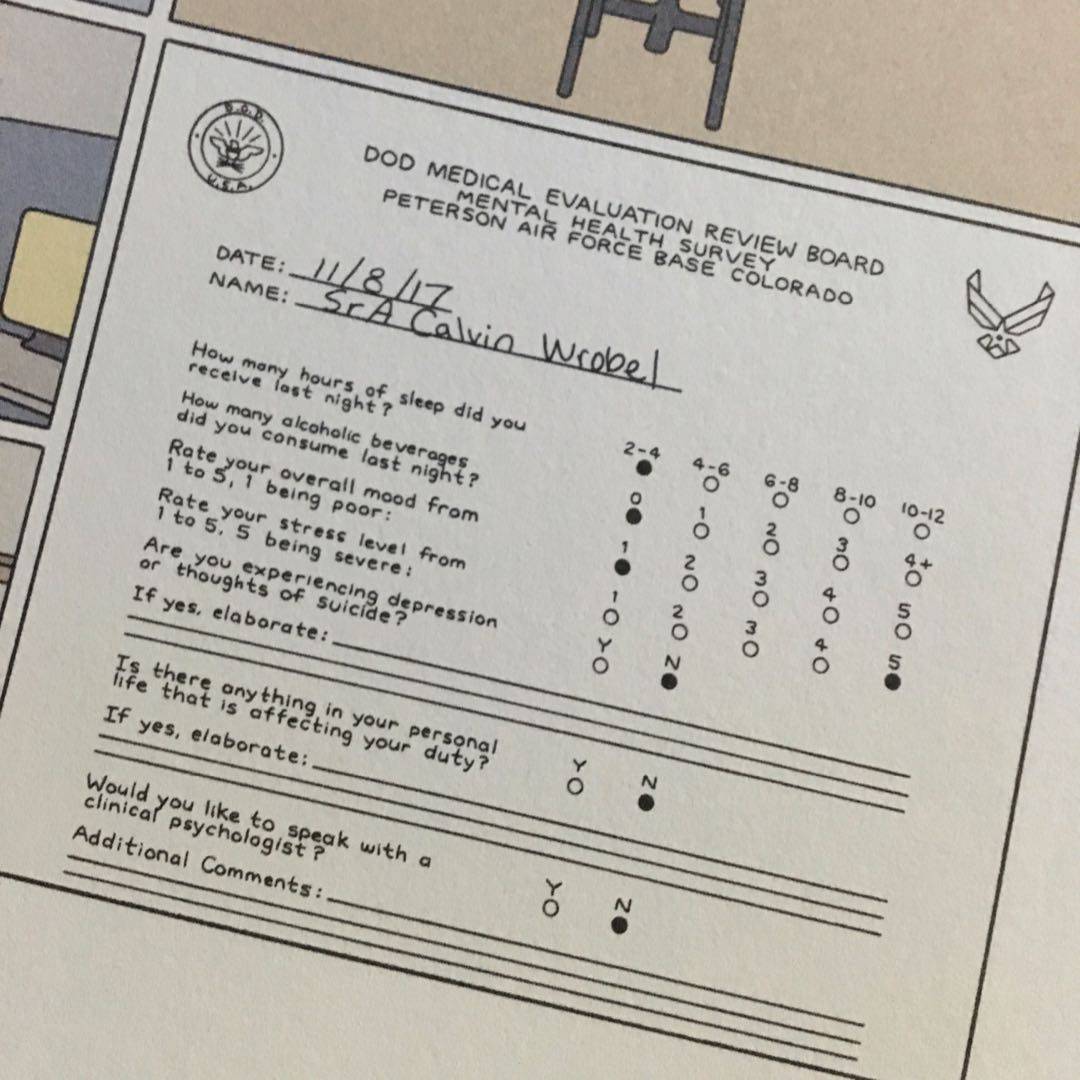 D.O.D.
U.S.A.
DOD MEDICAL EVALUATION REVIEW BOARD
MENTAL HEALTH SURVEY
PETERSON AIR FORCE BASE COLORADO
DATE: 11/8/17
NAME: SrA Calvin Wrobel
How many hours of sleep did you
receive last night?
2-4 4-6 6-8 8-10 10-12
How many alcoholic beverages
did you consume last night?
0 1 2 3 4+
Rate your overall mood from
1 to 5, 1 being poor:
1 2 3 4 5
Rate your stress level from
1 to 5, 5 being severe:
1 2 3 4 5
Are you experiencing depression
or thoughts of suicide?
Y N
If yes, elaborate:
Is there anything in your personal
life that is affecting your duty?
Y N
If yes, elaborate:
Would you like to speak with a
clinical psychologist?
Y N
Additional Comments: